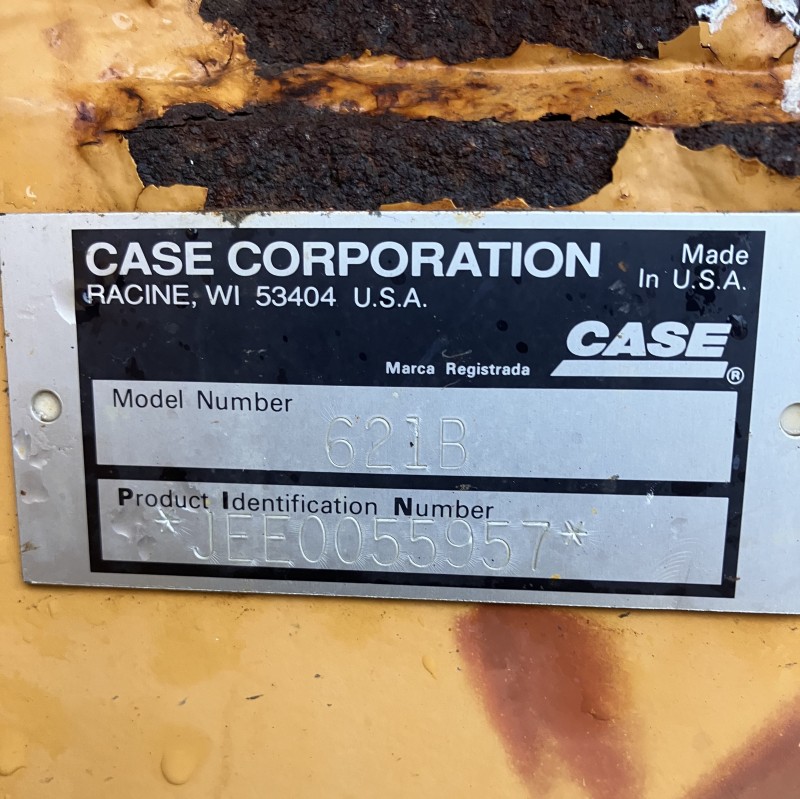 CASE CORPORATION
Made
In U.S.A.
RACINE, WI 53404 U.S.A.
CASE
Marca Registrada
®
Model Number
621B
Product Identification Number
*JEE0055957*